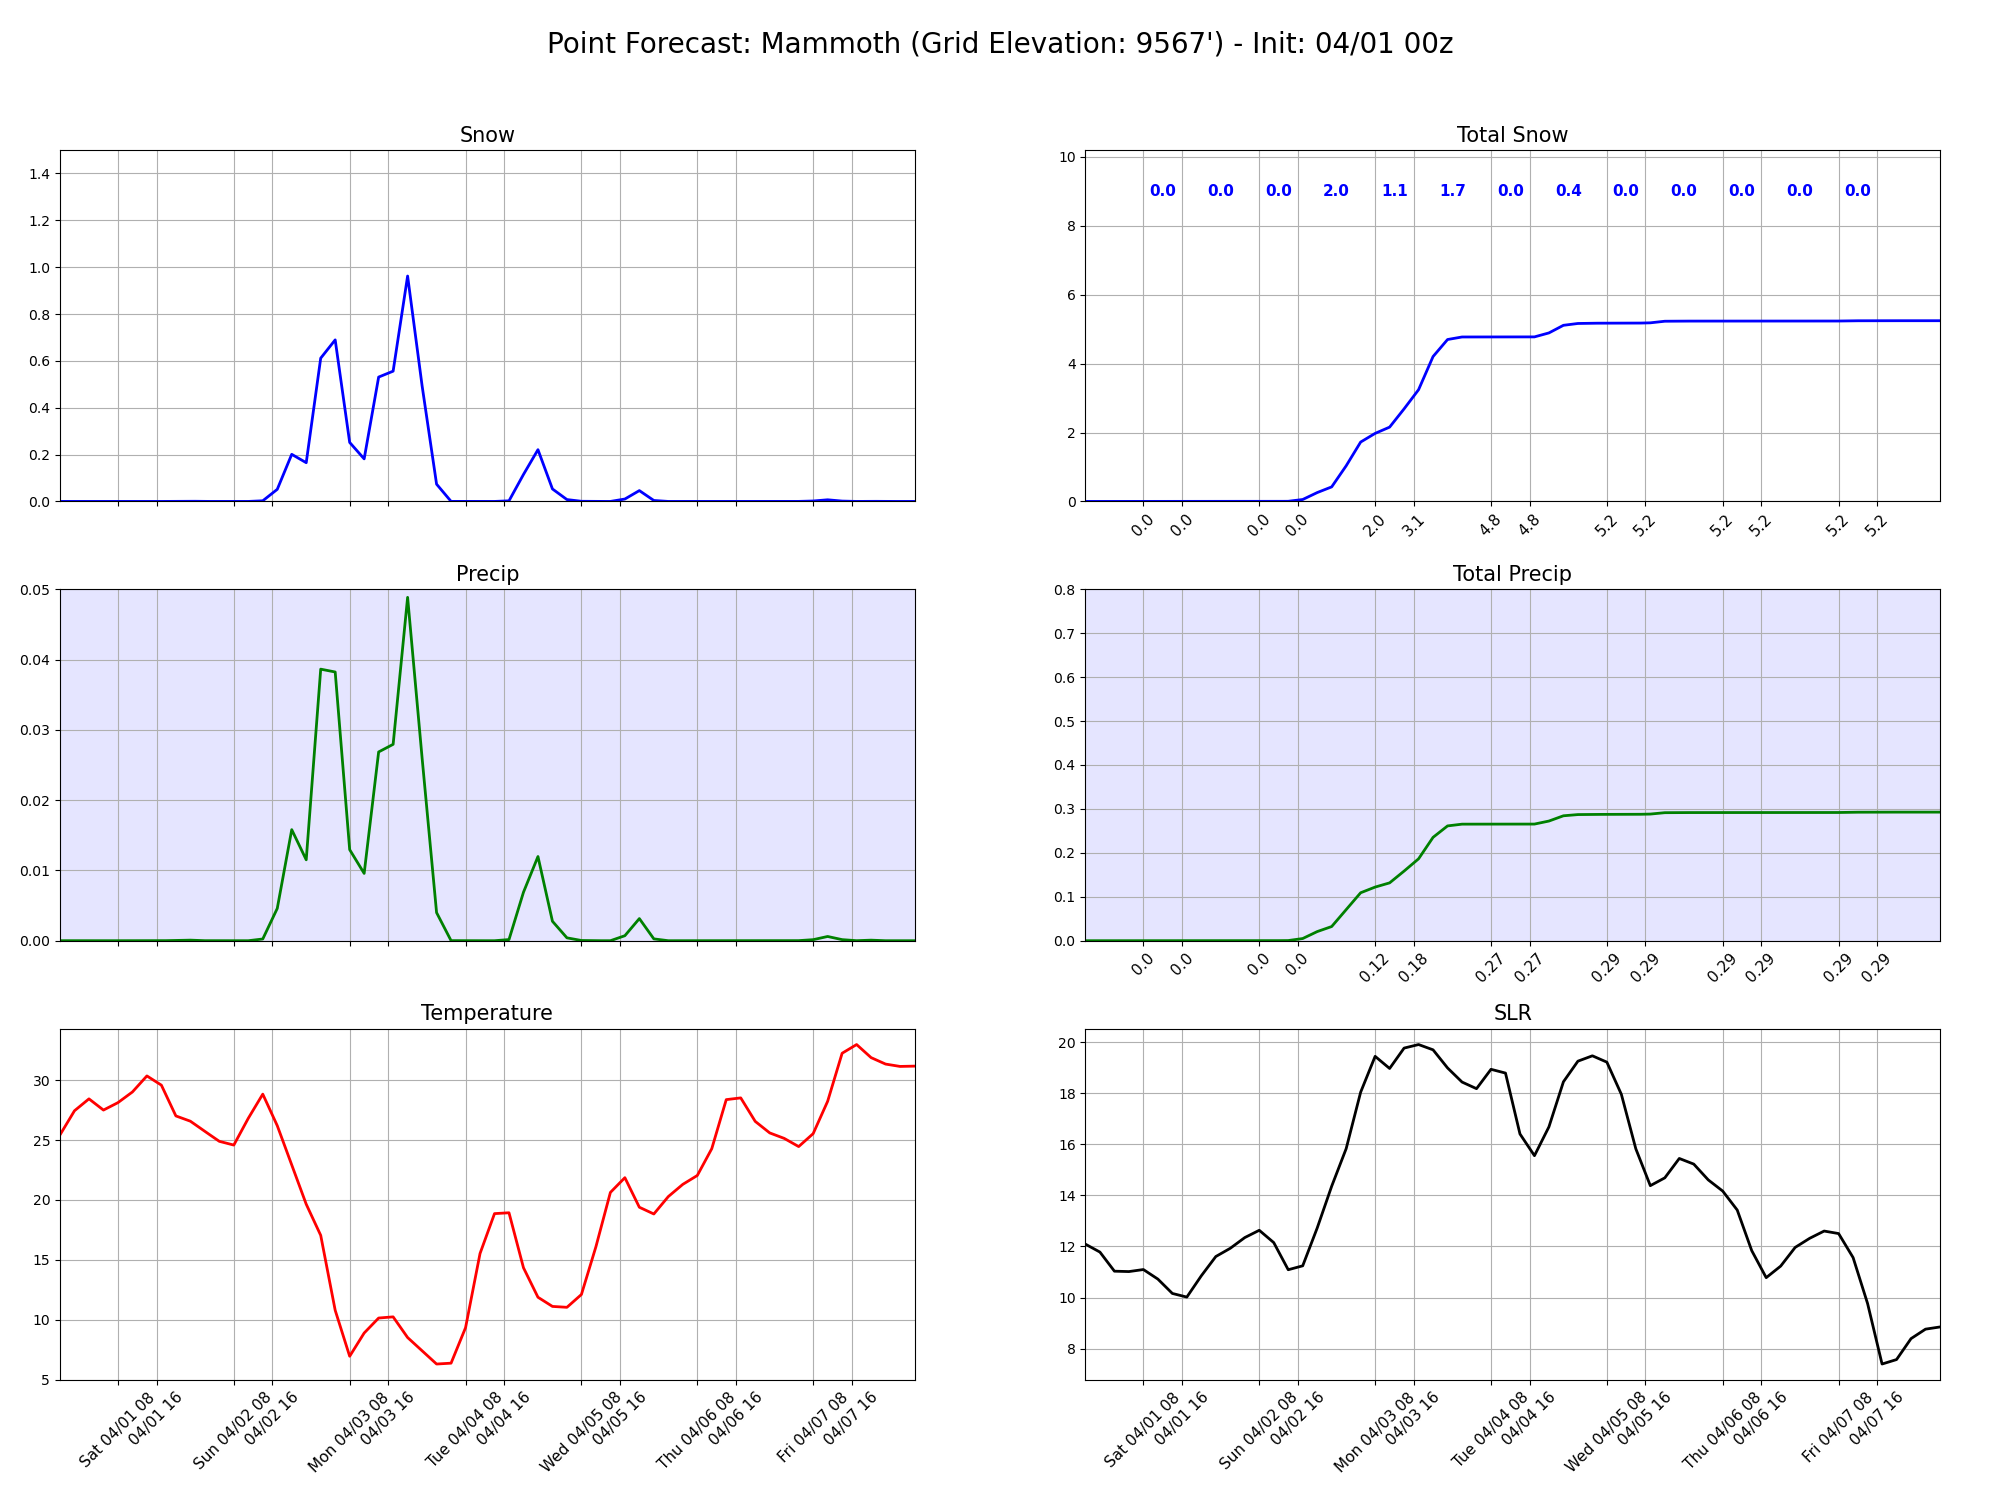 Point Forecast: Mammoth (Grid Elevation: 9567') - Init: 04/01 00z
Snow
1.4
1.2
1.0
0.8
0.6
0.4
0.2
0.0
Total Snow
10
8
6
4
2
0
0.0 0.0 0.0 2.0 1.1 1.7 0.0 0.4 0.0 0.0 0.0 0.0 0.0
0.0 0.0 0.0 0.0 2.0 3.1 4.8 4.8 5.2 5.2 5.2 5.2 5.2 5.2
Precip
0.05
0.04
0.03
0.02
0.01
0.00
Total Precip
0.8
0.7
0.6
0.5
0.4
0.3
0.2
0.1
0.0
0.0 0.0 0.0 0.0 0.12 0.18 0.27 0.27 0.29 0.29 0.29 0.29 0.29 0.29
Temperature
30
25
20
15
10
5
Sat 04/01 08
04/01 16
Sun 04/02 08
04/02 16
Mon 04/03 08
04/03 16
Tue 04/04 08
04/04 16
Wed 04/05 08
04/05 16
Thu 04/06 08
04/06 16
Fri 04/07 08
04/07 16
SLR
20
18
16
14
12
10
8
Sat 04/01 08
04/01 16
Sun 04/02 08
04/02 16
Mon 04/03 08
04/03 16
Tue 04/04 08
04/04 16
Wed 04/05 08
04/05 16
Thu 04/06 08
04/06 16
Fri 04/07 08
04/07 16